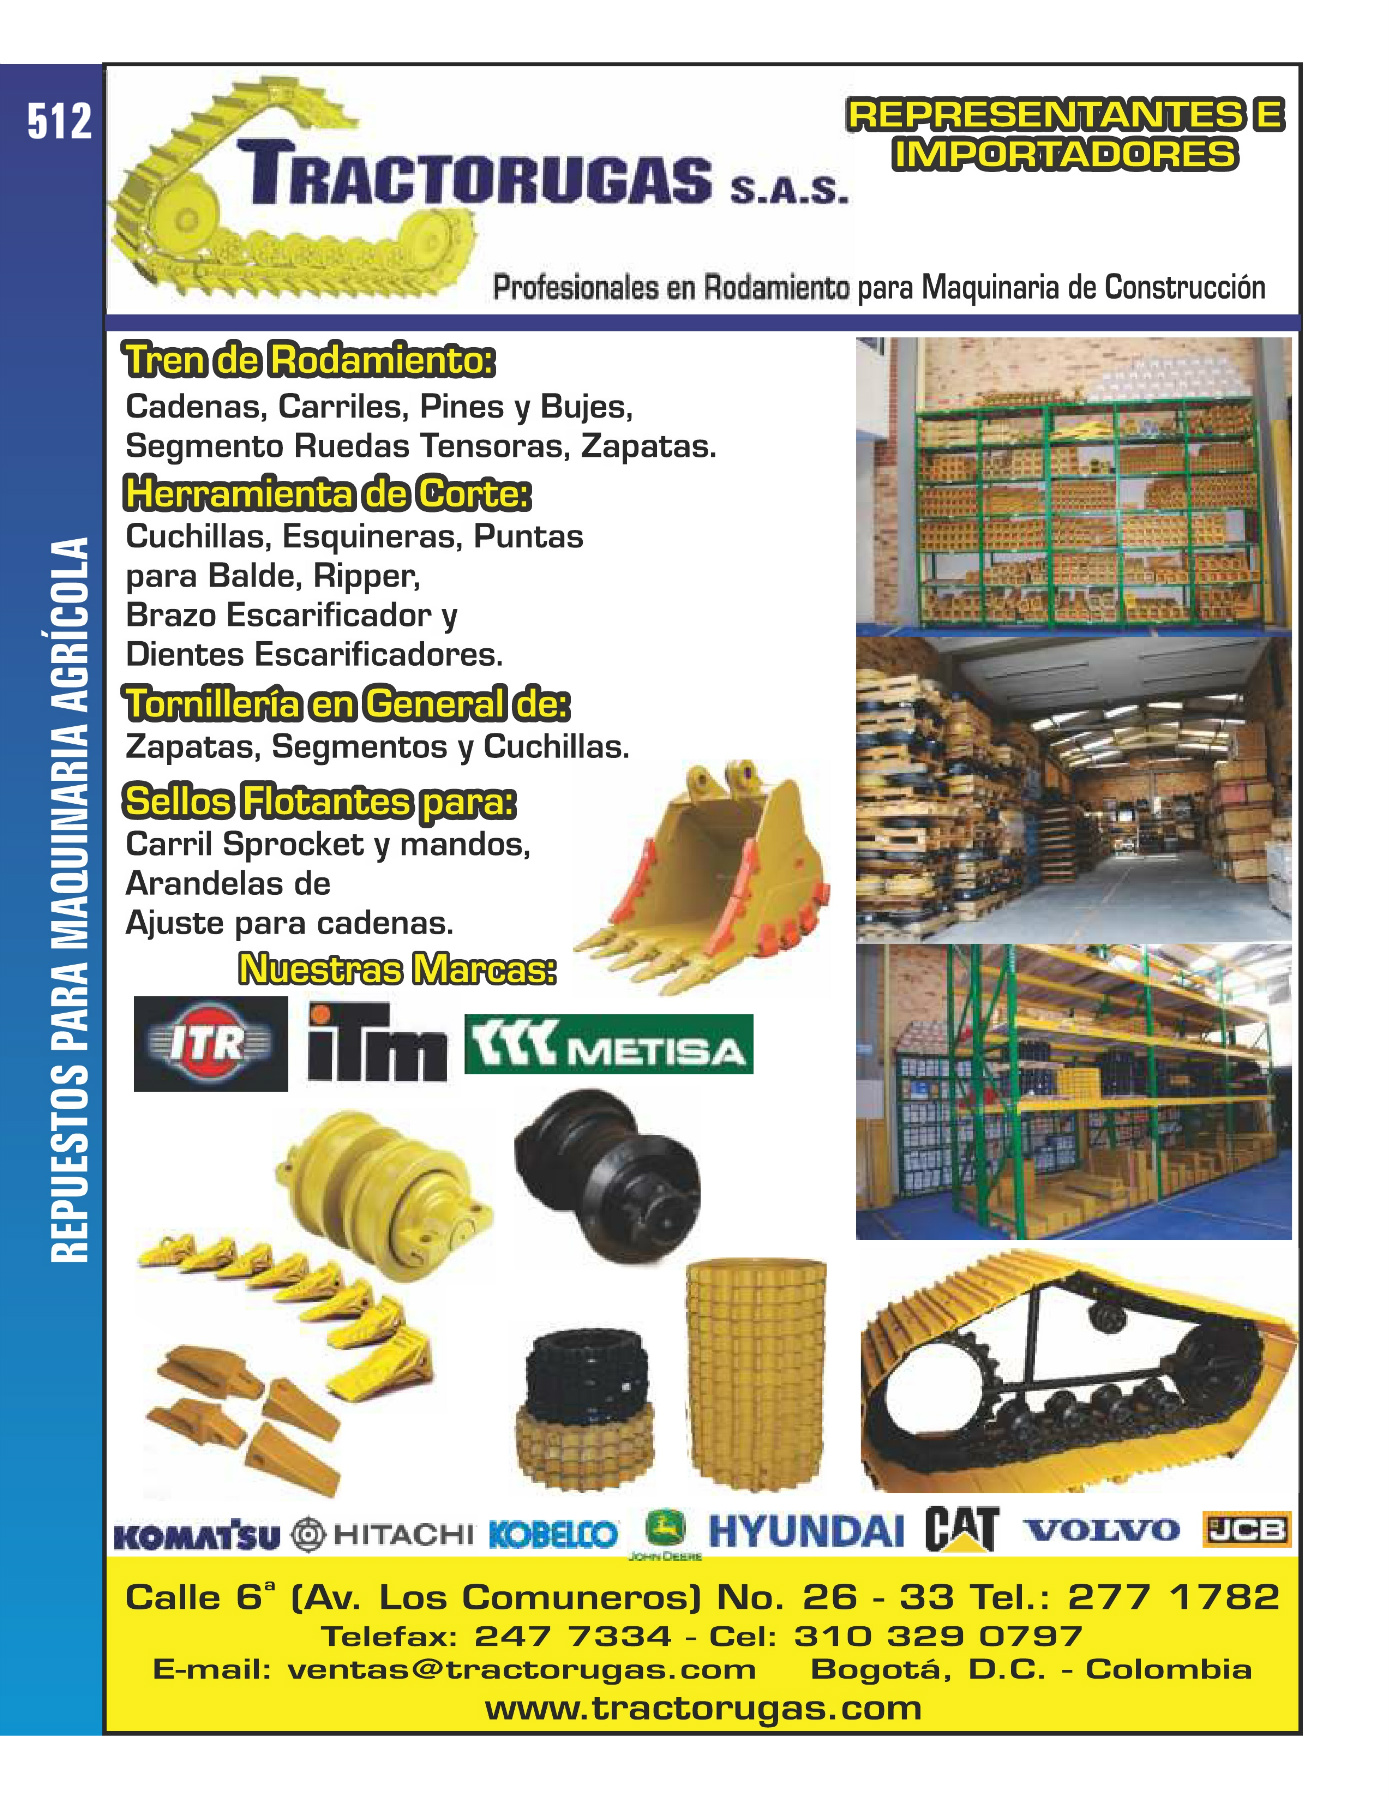 512
REPUESTOS PARA MAQUINARIA AGRÍCOLA
TRACTORUGAS S.A.S.
REPRESENTANTES E
IMPORTADORES
Profesionales en Rodamiento para Maquinaria de Construcción
Tren de Rodamiento:
Cadenas, Carriles, Pines y Bujes,
Segmento Ruedas Tensoras, Zapatas.
Herramienta de Corte:
Cuchillas, Esquineras, Puntas
para Balde, Ripper,
Brazo Escarificador y
Dientes Escarificadores.
Tornillería en General de:
Zapatas, Segmentos y Cuchillas.
Sellos Flotantes para:
Carril Sprocket y mandos,
Arandelas de
Ajuste para cadenas.
Nuestras Marcas:
ITR iTm METISA
KOMATSU HITACHI KOBELCO JOHN DEERE HYUNDAI CAT VOLVO JCB
Calle 6ª (Av. Los Comuneros) No. 26 - 33 Tel.: 277 1782
Telefax: 247 7334 - Cel: 310 329 0797
E-mail: ventas@tractorugas.com Bogotá, D.C. - Colombia
www.tractorugas.com